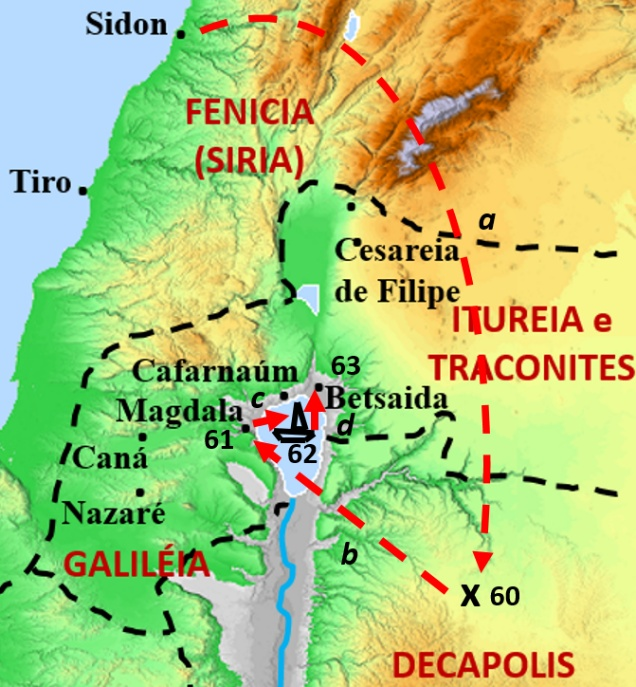 Sidon
FENICIA
(SIRIA)
Tiro
a
Cesareia
de Filipe
ITUREIA e
TRACONITES
Cafarnaúm
63
Magdala
c
Betsaida
61
62
d
Caná
Nazaré
GALILÉIA
b
X 60
DECAPOLIS